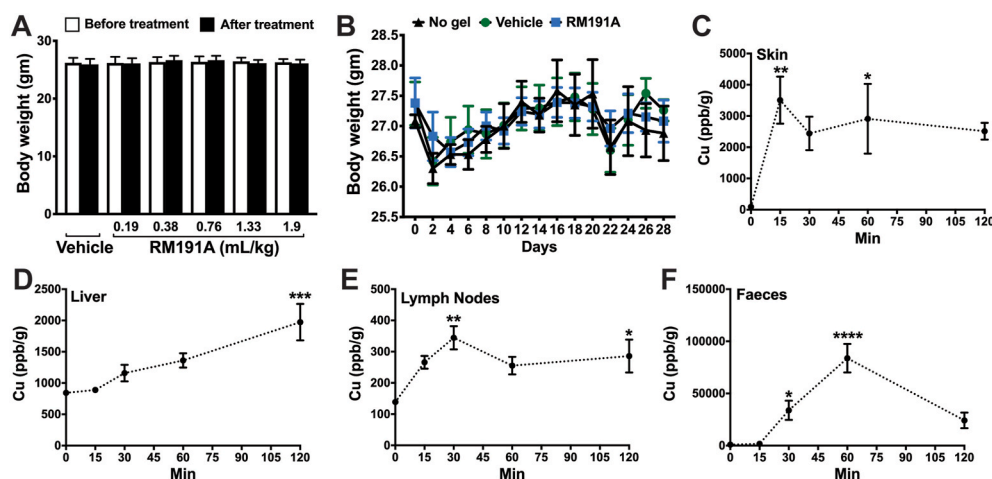 A
Before treatment After treatment
Body weight (gm)
30
20
10
0
0.19 0.38 0.76 1.33 1.9
Vehicle RM191A (mL/kg)
B
No gel Vehicle RM191A
Body weight (gm)
28.5
28.0
27.5
27.0
26.5
26.0
25.5
0 2 4 6 8 10 12 14 16 18 20 22 24 26 28
Days
C
Skin
Cu (ppb/g)
5000
4000
3000
2000
1000
0
** *
0 15 30 45 60 75 90 105 120
Min
D
Liver
Cu (ppb/g)
2500
2000
1500
1000
500
0
***
0 15 30 45 60 75 90 105 120
Min
E
Lymph Nodes
Cu (ppb/g)
500
400
300
200
100
0
** *
0 15 30 45 60 75 90 105 120
Min
F
Faeces
Cu (ppb/g)
150000
100000
50000
0
* ****
0 15 30 45 60 75 90 105 120
Min